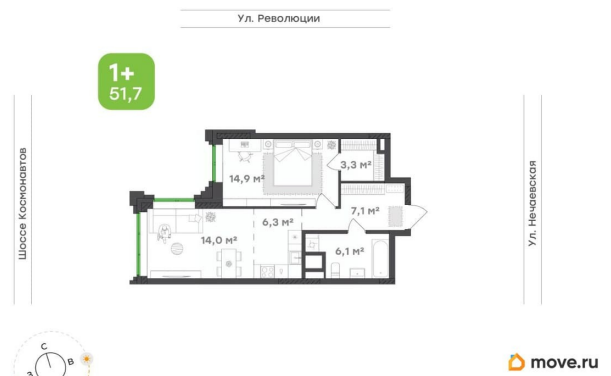 Ул. Революции
1+
51,7
Шоссе Космонавтов
Ул. Нечаевская
14,9 м²
3,3 м²
7,1 м²
6,3 м²
14,0 м²
6,1 м²
С
В
З
move.ru